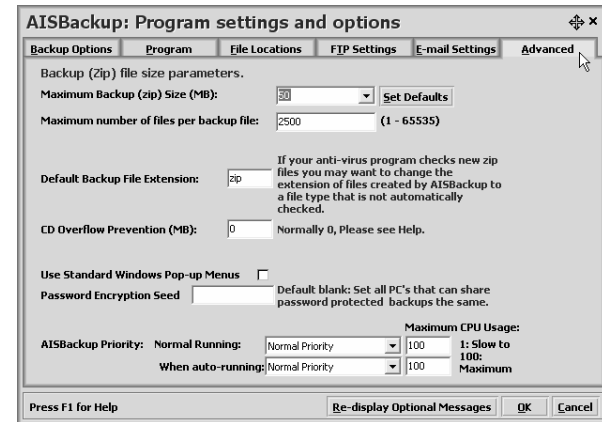 AISBackup: Program settings and options
Backup Options Program File Locations FTP Settings E-mail Settings Advanced
Backup (Zip) file size parameters.
Maximum Backup (zip) Size (MB): 50 Set Defaults
Maximum number of files per backup file: 2500 (1 - 65535)
Default Backup File Extension: zip
If your anti-virus program checks new zip
files you may want to change the
extension of files created by AISBackup to
a file type that is not automatically
checked.
CD Overflow Prevention (MB): 0 Normally 0, Please see Help.
Use Standard Windows Pop-up Menus
Password Encryption Seed
Default blank: Set all PC's that can share
password protected backups the same.
Maximum CPU Usage:
AISBackup Priority: Normal Running: Normal Priority 100
When auto-running: Normal Priority 100
1: Slow to
100:
Maximum
Press F1 for Help Re-display Optional Messages OK Cancel